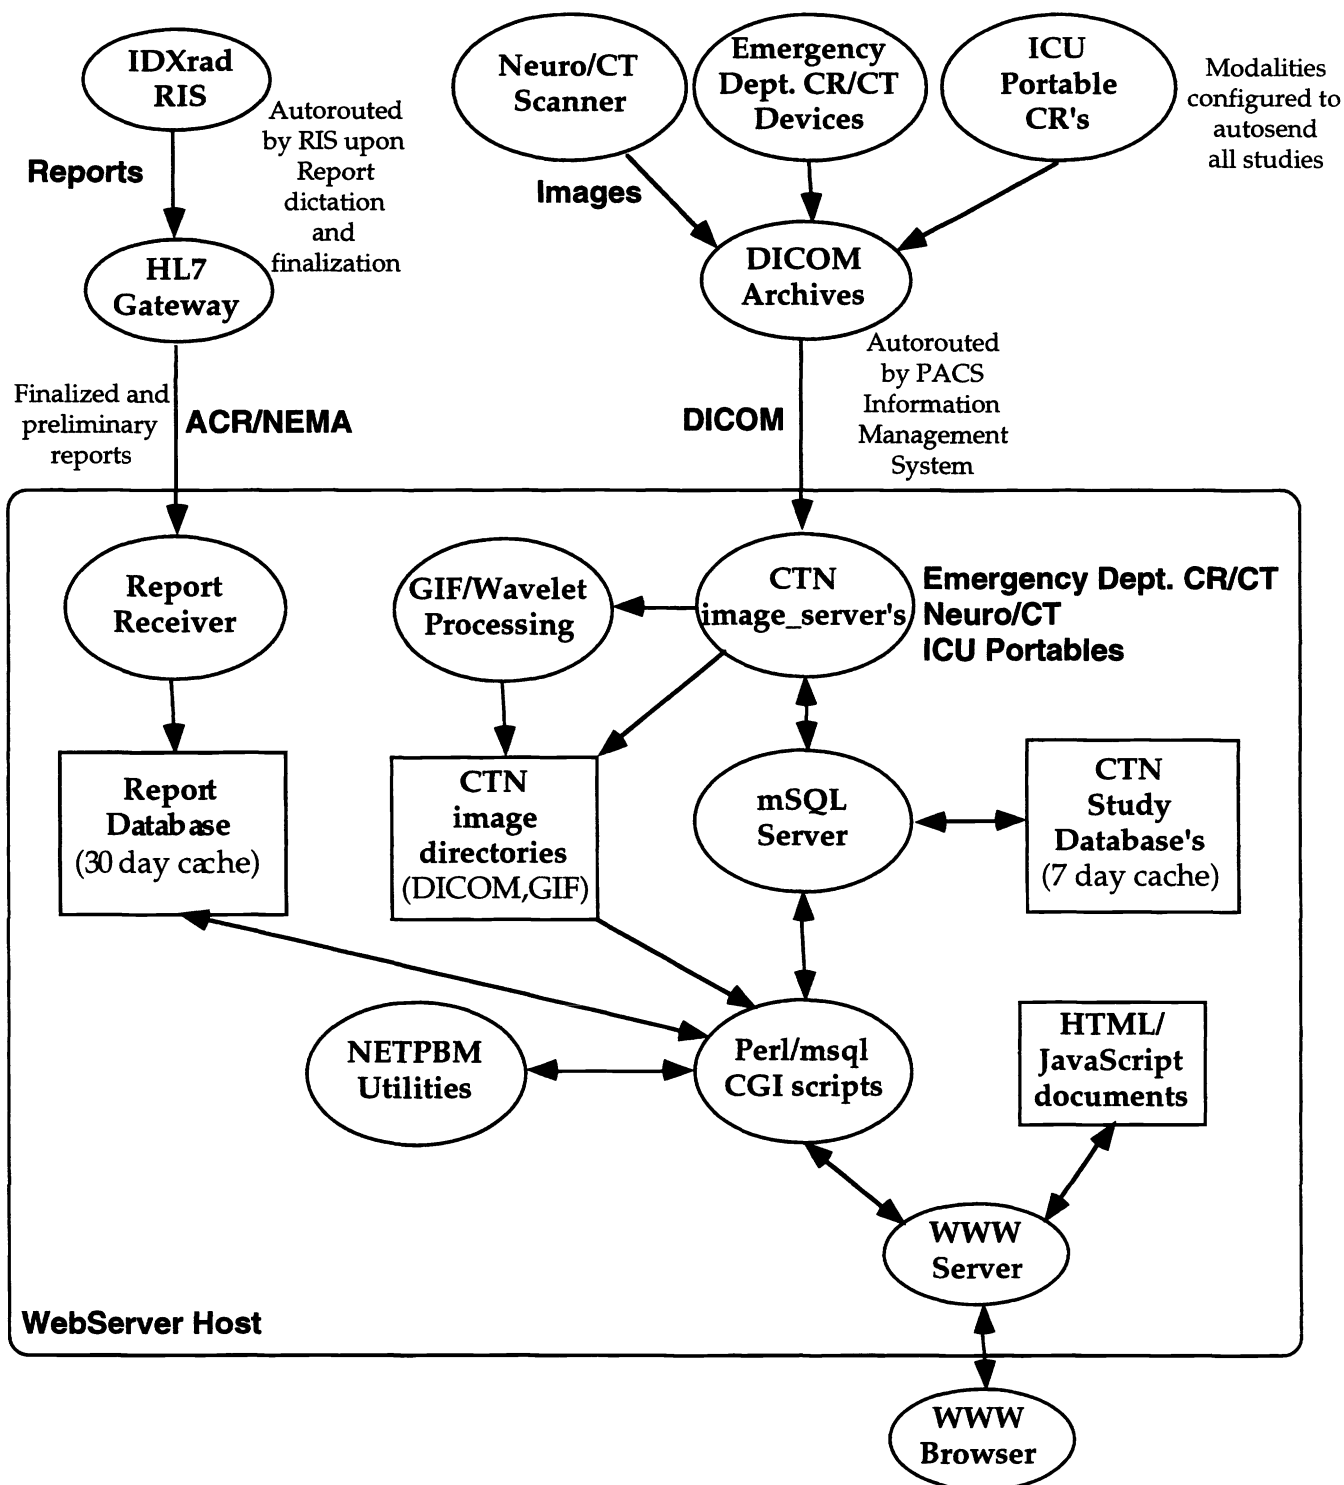 IDXrad
RIS
Autorouted
by RIS upon
Report
dictation
and
finalization
Reports
HL7
Gateway
Neuro/CT
Scanner
Emergency
Dept. CR/CT
Devices
ICU
Portable
CR's
Modalities
configured to
autosend
all studies
Images
DICOM
Archives
Finalized and
preliminary
reports
ACR/NEMA
DICOM
Autorouted
by PACS
Information
Management
System
Report
Receiver
GIF/Wavelet
Processing
CTN
image_server's
Emergency Dept. CR/CT
Neuro/CT
ICU Portables
Report
Database
(30 day cache)
CTN
image
directories
(DICOM,GIF)
mSQL
Server
CTN
Study
Database's
(7 day cache)
NETPBM
Utilities
Perl/msql
CGI scripts
HTML/
JavaScript
documents
WWW
Server
WebServer Host
WWW
Browser